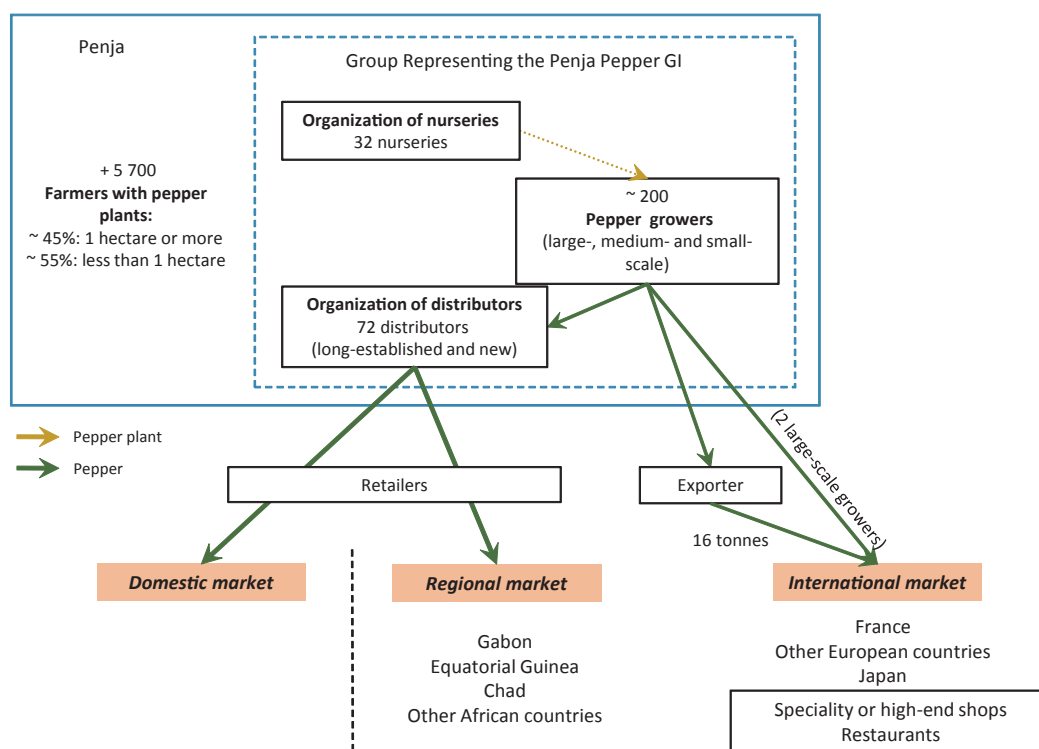 Penja
Group Representing the Penja Pepper GI
Organization of nurseries
32 nurseries
+ 5 700
Farmers with pepper
plants:
~ 45%: 1 hectare or more
~ 55%: less than 1 hectare
~ 200
Pepper growers
(large-, medium- and small-
scale)
Organization of distributors
72 distributors
(long-established and new)
Pepper plant
Pepper
(2 large-scale growers)
Retailers
Exporter
16 tonnes
Domestic market
Regional market
International market
Gabon
Equatorial Guinea
Chad
Other African countries
France
Other European countries
Japan
Speciality or high-end shops
Restaurants